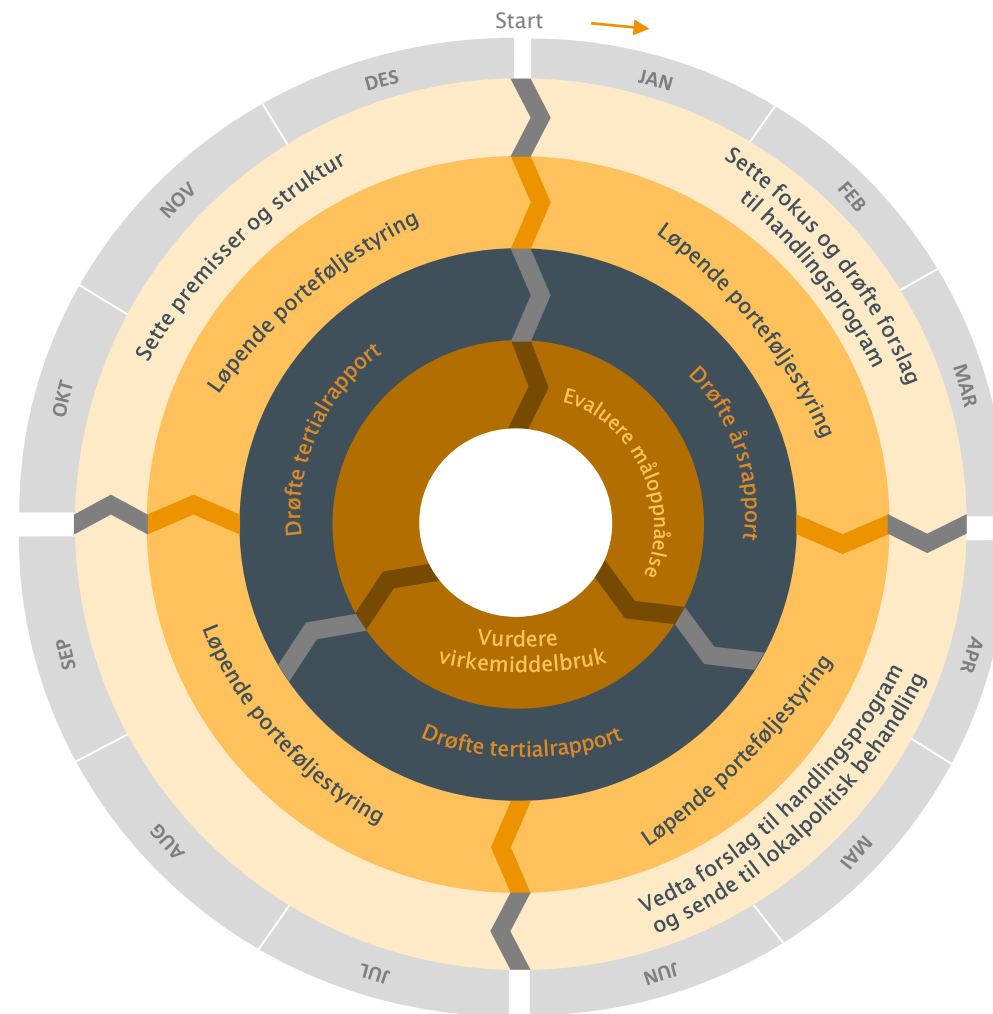 Start
JAN
FEB
MAR
APR
MAI
JUN
JUL
AUG
SEP
OKT
NOV
DES
Sette fokus og drøfte forslag
til handlingsprogram
Vedta forslag til handlingsprogram
og sende til lokalpolitisk behandling
Sette premisser og struktur
Løpende porteføljestyring
Løpende porteføljestyring
Løpende porteføljestyring
Løpende porteføljestyring
Drøfte årsrapport
Drøfte tertialrapport
Drøfte tertialrapport
Evaluere måloppnåelse
Vurdere
virkemiddelbruk